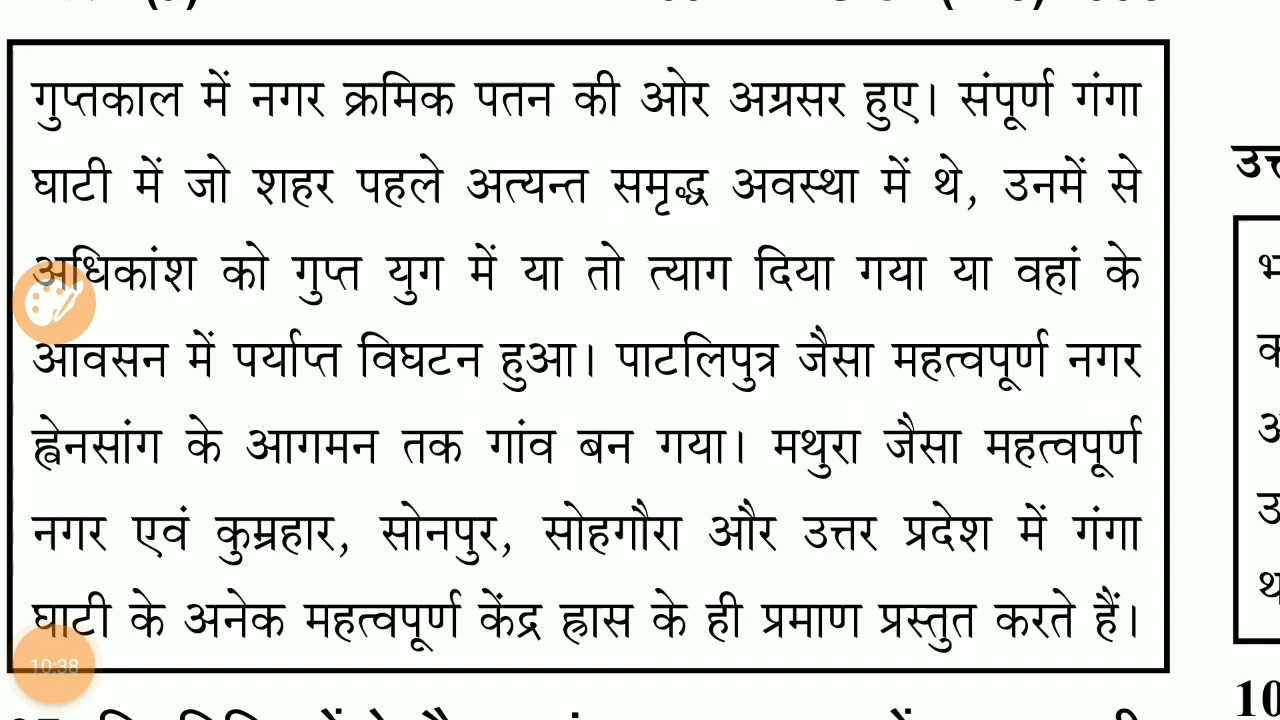 गुप्तकाल में नगर क्रमिक पतन की ओर अग्रसर हुए। संपूर्ण गंगा
घाटी में जो शहर पहले अत्यन्त समृद्ध अवस्था में थे, उनमें से
अधिकांश को गुप्त युग में या तो त्याग दिया गया या वहां के
आवसन में पर्याप्त विघटन हुआ। पाटलिपुत्र जैसा महत्वपूर्ण नगर
ह्वेनसांग के आगमन तक गांव बन गया। मथुरा जैसा महत्वपूर्ण
नगर एवं कुम्रहार, सोनपुर, सोहगौरा और उत्तर प्रदेश में गंगा
घाटी के अनेक महत्वपूर्ण केंद्र ह्रास के ही प्रमाण प्रस्तुत करते हैं।
10:38
10